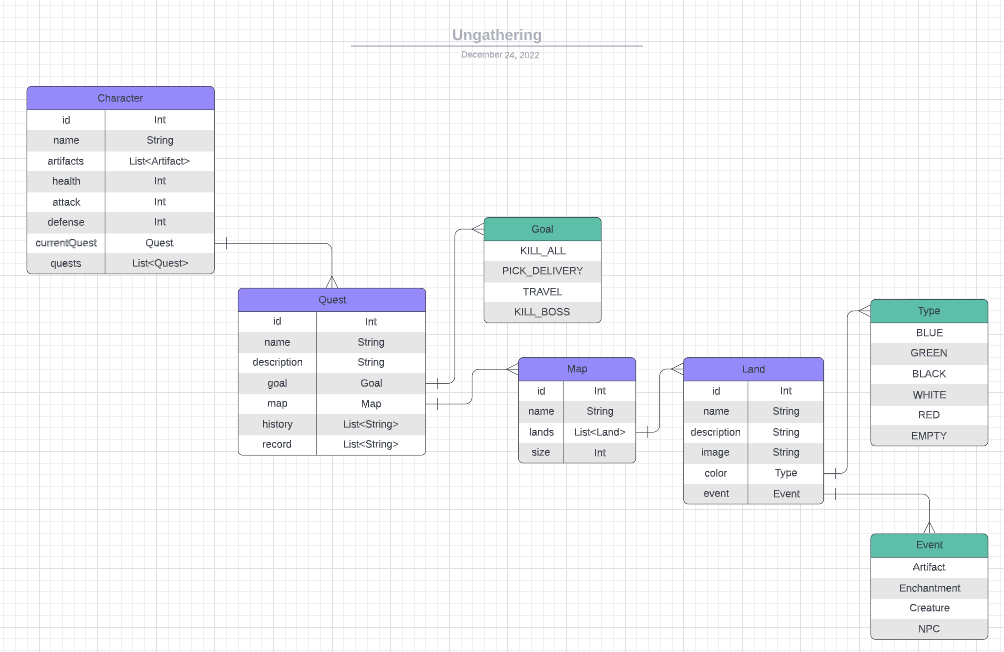 Ungathering
December 24, 2022
Character
id Int
name String
artifacts List<Artifact>
health Int
attack Int
defense Int
currentQuest Quest
quests List<Quest>
Quest
id Int
name String
description String
goal Goal
map Map
history List<String>
record List<String>
Goal
KILL_ALL
PICK_DELIVERY
TRAVEL
KILL_BOSS
Map
id Int
name String
lands List<Land>
size Int
Land
id Int
name String
description String
image String
color Type
event Event
Type
BLUE
GREEN
BLACK
WHITE
RED
EMPTY
Event
Artifact
Enchantment
Creature
NPC